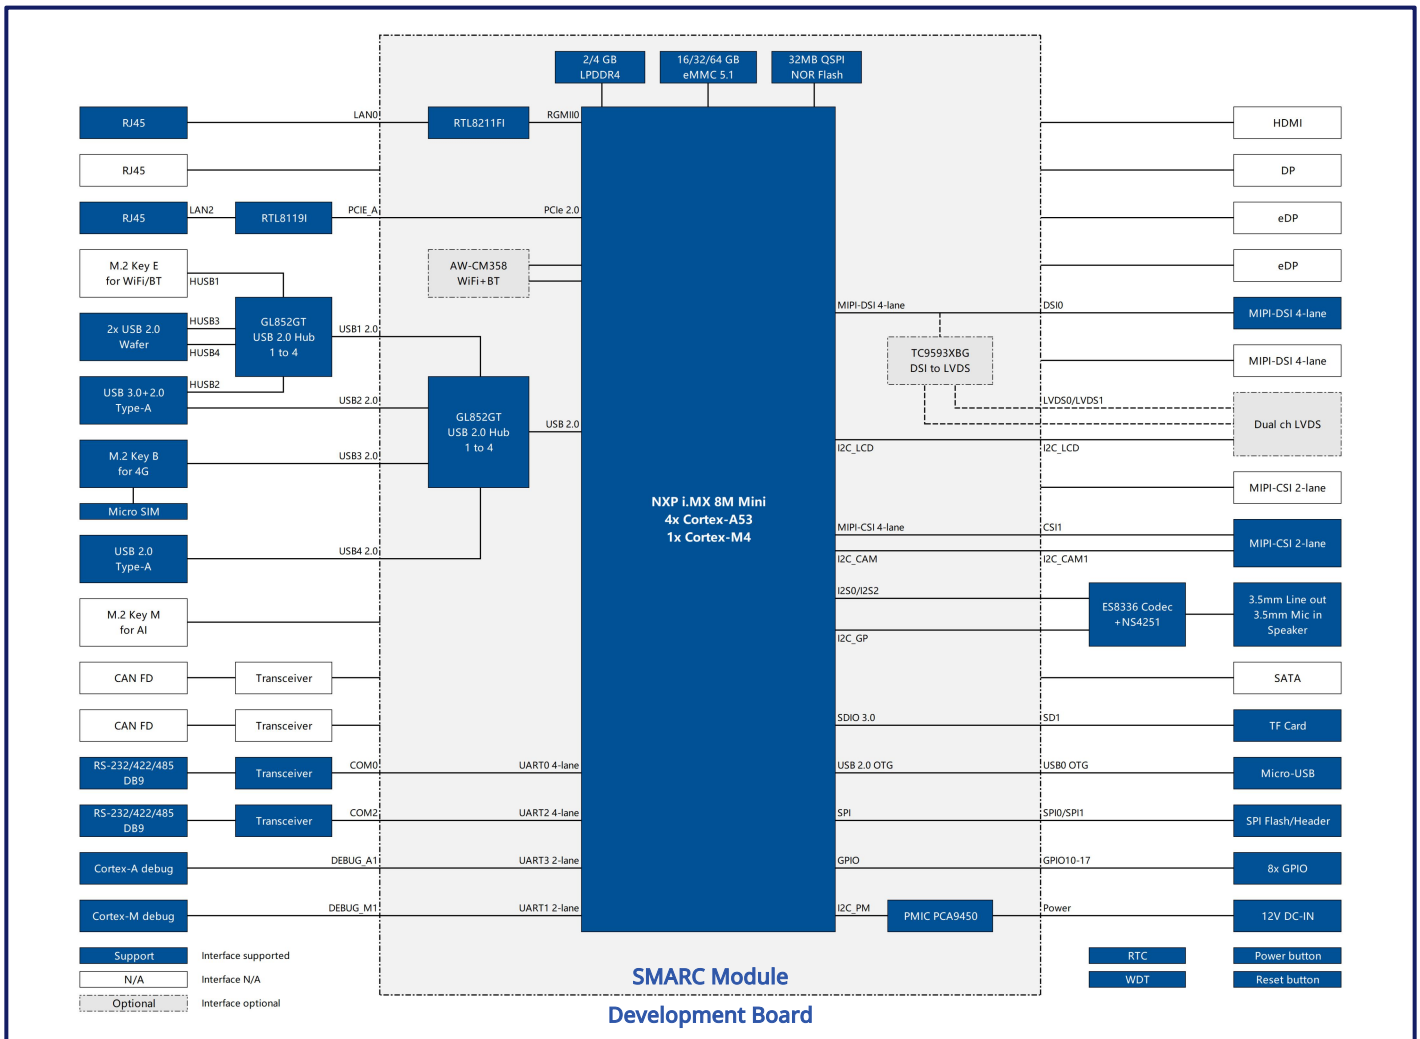 2/4 GB
LPDDR4
16/32/64 GB
eMMC 5.1
32MB QSPI
NOR Flash
RJ45
LAN0
RTL8211FI
RGMII0
HDMI
RJ45
DP
RJ45
LAN2
RTL8119I
PCIE_A
PCIe 2.0
eDP
M.2 Key E
for WiFi/BT
HUSB1
AW-CM358
WiFi+BT
eDP
2x USB 2.0
Wafer
HUSB3
HUSB4
GL852GT
USB 2.0 Hub
1 to 4
USB1 2.0
MIPI-DSI 4-lane
DSI0
MIPI-DSI 4-lane
TC9593XBG
DSI to LVDS
MIPI-DSI 4-lane
USB 3.0+2.0
Type-A
HUSB2
USB2 2.0
GL852GT
USB 2.0 Hub
1 to 4
USB 2.0
LVDS0/LVDS1
Dual ch LVDS
I2C_LCD
I2C_LCD
M.2 Key B
for 4G
USB3 2.0
Micro SIM
MIPI-CSI 2-lane
NXP i.MX 8M Mini
4x Cortex-A53
1x Cortex-M4
USB 2.0
Type-A
USB4 2.0
MIPI-CSI 4-lane
CSI1
MIPI-CSI 2-lane
I2C_CAM
I2C_CAM1
M.2 Key M
for AI
I2S0/I2S2
I2C_GP
ES8336 Codec
+NS4251
3.5mm Line out
3.5mm Mic in
Speaker
CAN FD
Transceiver
SATA
CAN FD
Transceiver
SDIO 3.0
SD1
TF Card
RS-232/422/485
DB9
Transceiver
COM0
UART0 4-lane
USB 2.0 OTG
USB0 OTG
Micro-USB
RS-232/422/485
DB9
Transceiver
COM2
UART2 4-lane
SPI
SPI0/SPI1
SPI Flash/Header
Cortex-A debug
DEBUG_A1
UART3 2-lane
GPIO
GPIO10-17
8x GPIO
Cortex-M debug
DEBUG_M1
UART1 2-lane
I2C_PM
PMIC PCA9450
Power
12V DC-IN
Support
Interface supported
RTC
Power button
N/A
Interface N/A
SMARC Module
WDT
Reset button
Optional
Interface optional
Development Board